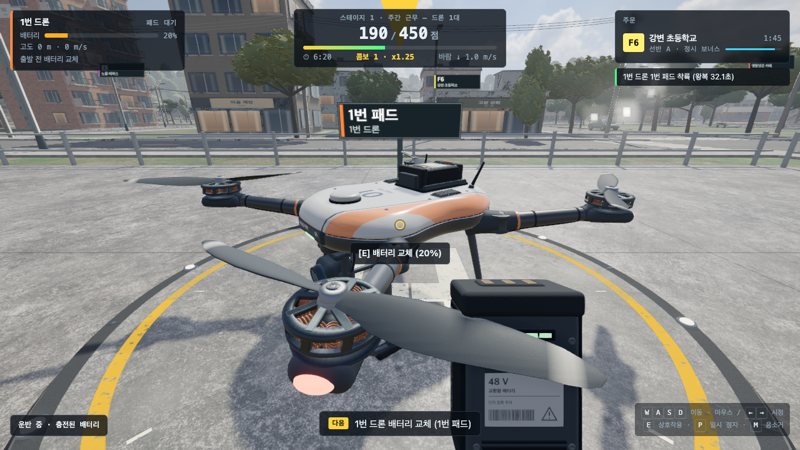 1번 드론
패드 대기
배터리
20%
고도 0 m · 0 m/s
출발 전 배터리 교체
스테이지 1 · 주간 근무 — 드론 1대
190 / 450점
6:20
콤보 1 · x1.25
바람 ↓ 1.0 m/s
주문
F6
강변 초등학교
1:45
선반 A · 정시 보너스
1번 드론 1번 패드 착륙 (왕복 32.1초)
F6
1번 패드
1번 드론
[E] 배터리 교체 (20%)
48 V
운반 중 · 충전된 배터리
다음 1번 드론 배터리 교체 (1번 패드)
W A S D 이동 · 마우스 / ← → 시점
E 상호작용 · P 일시 정지 · M 음소거